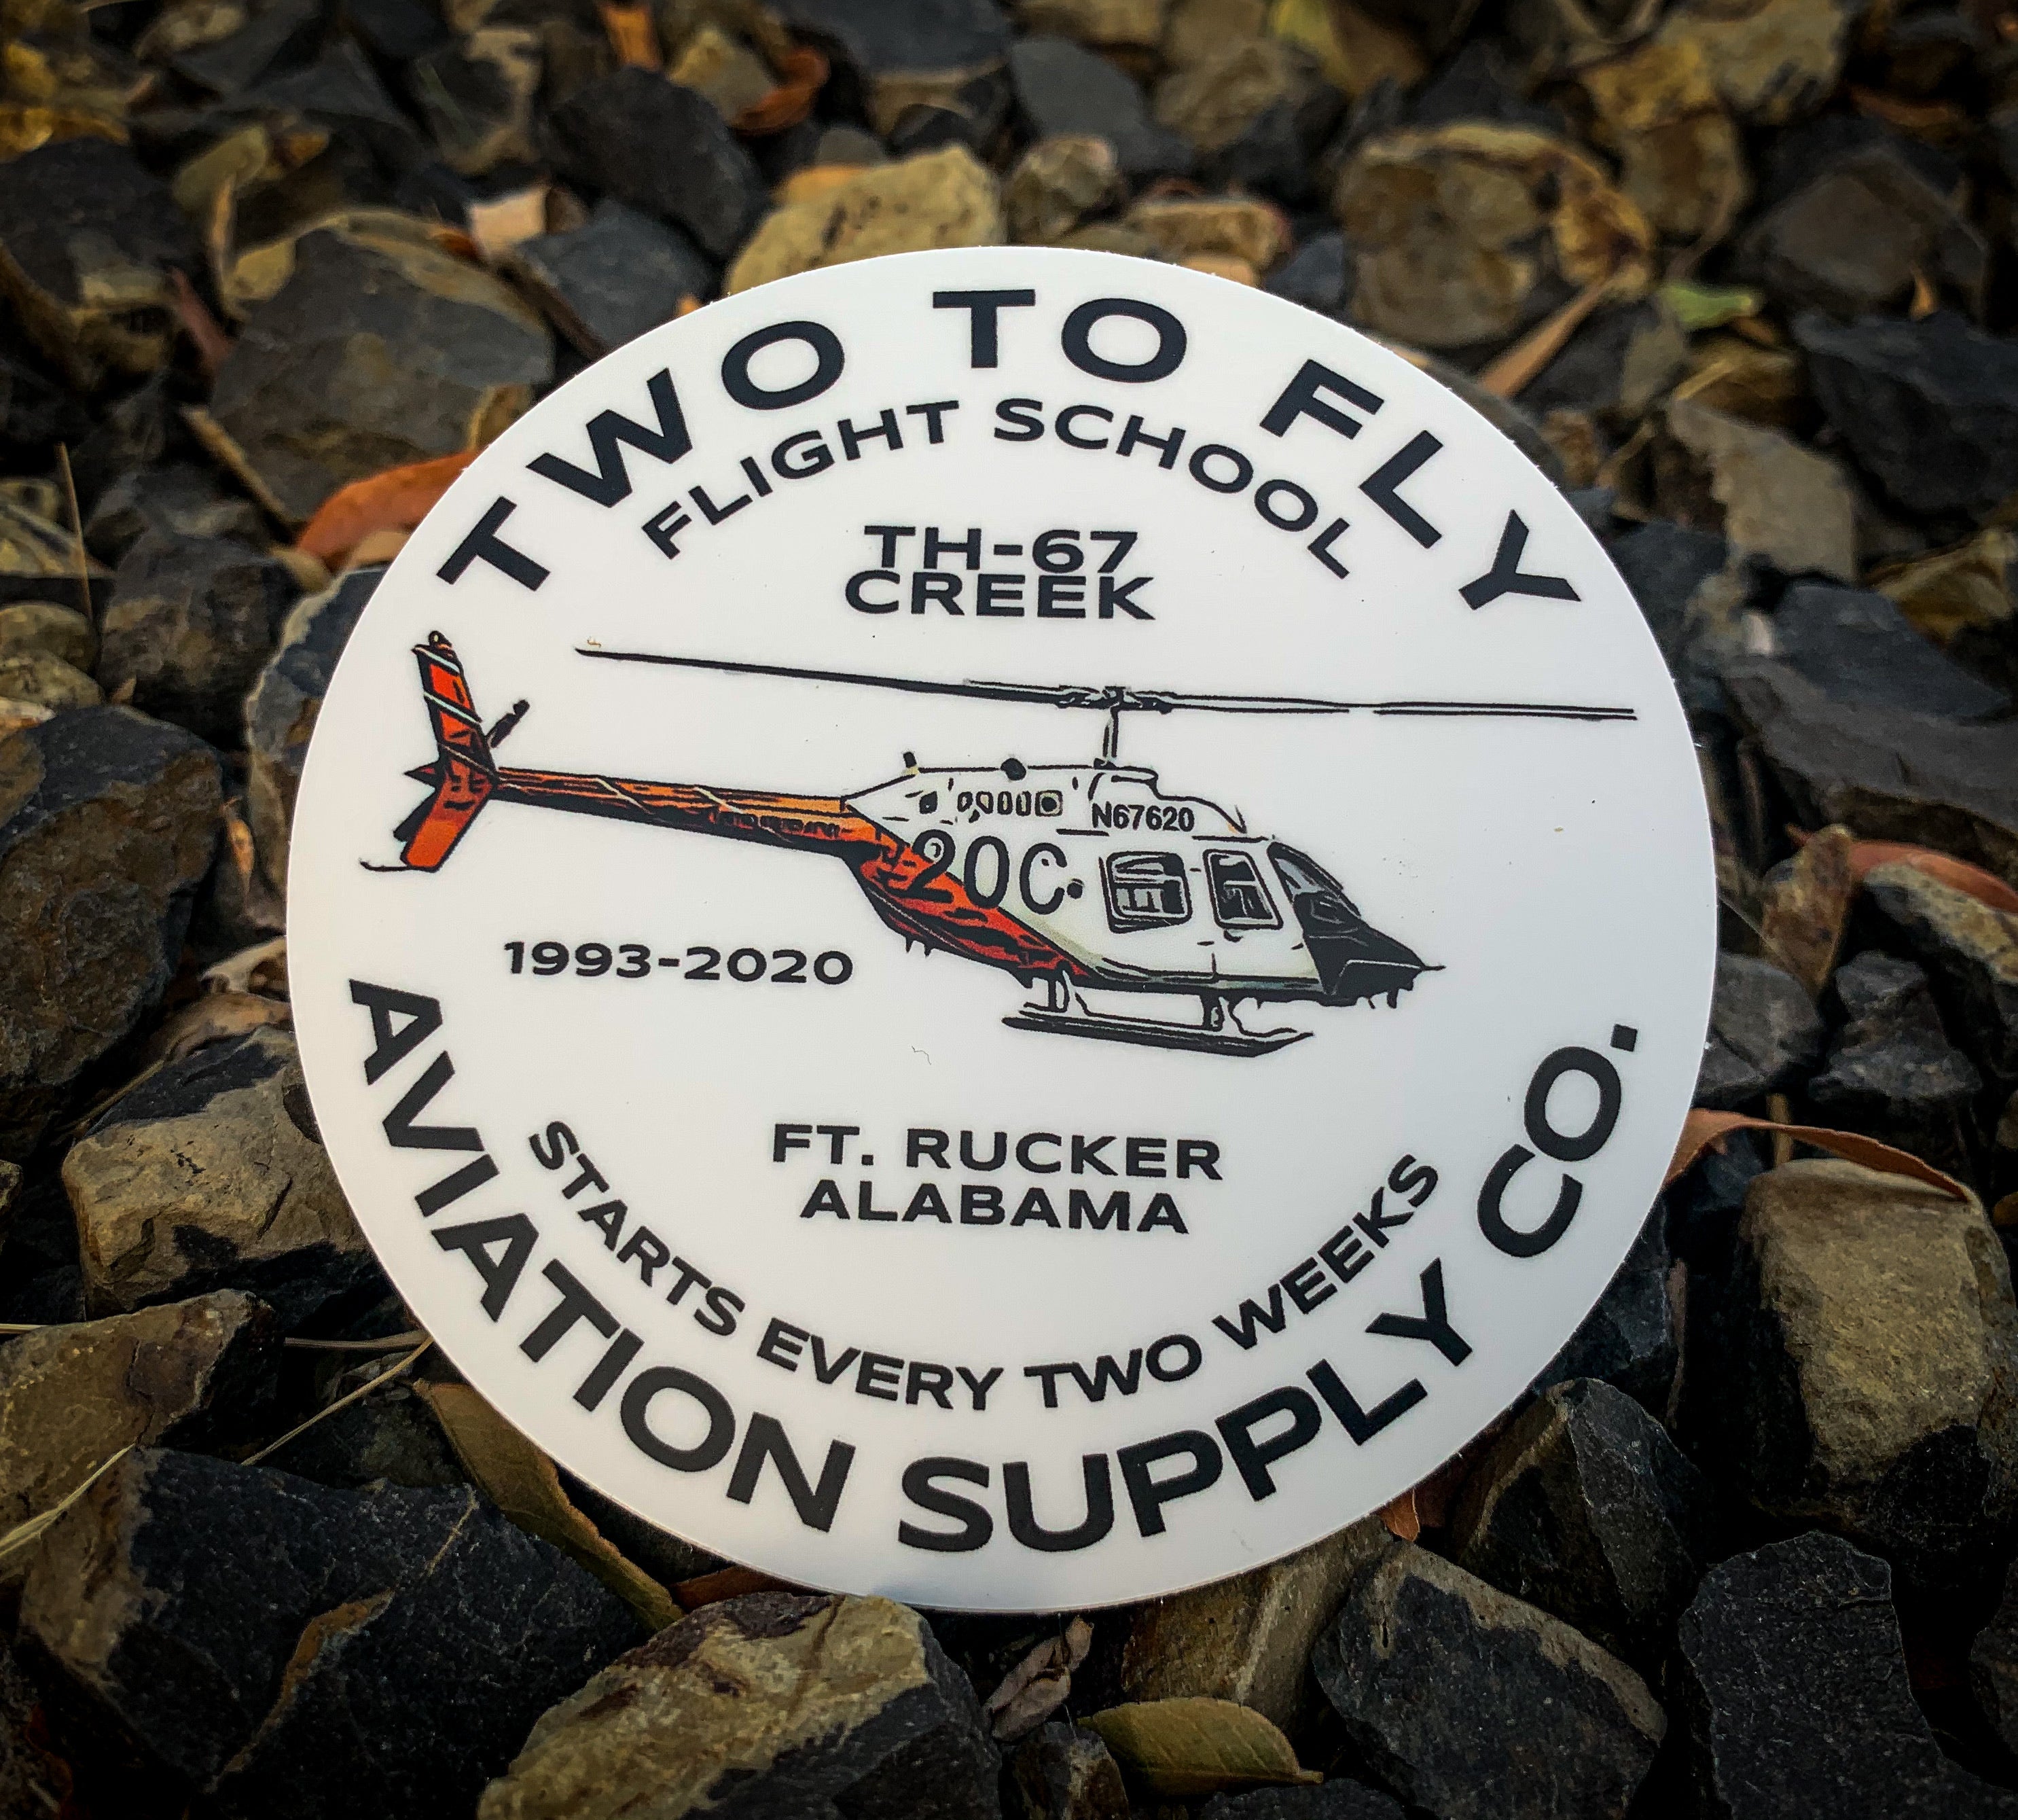 TWO TO FLY
FLIGHT SCHOOL
TH-67
CREEK
N67620
20C
1993-2020
FT. RUCKER
ALABAMA
STARTS EVERY TWO WEEKS
AVIATION SUPPLY CO.